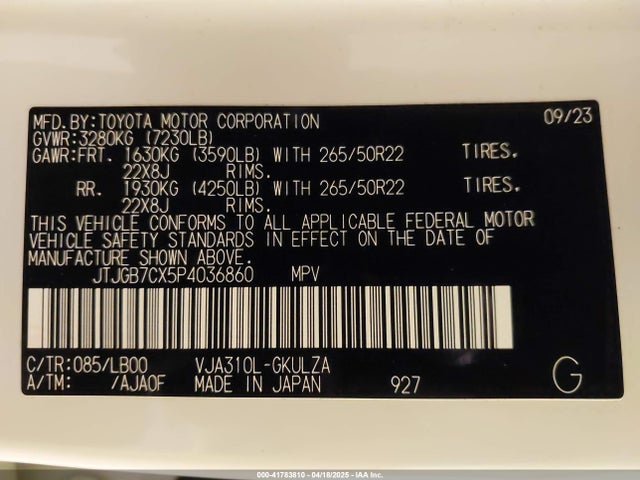 MFD.BY:TOYOTA MOTOR CORPORATION 09/23
GVWR:3280KG (7230LB)
GAWR:FRT. 1630KG (3590LB) WITH 265/50R22 TIRES.
22X8J RIMS.
RR. 1930KG (4250LB) WITH 265/50R22 TIRES.
22X8J RIMS.
THIS VEHICLE CONFORMS TO ALL APPLICABLE FEDERAL MOTOR
VEHICLE SAFETY STANDARDS IN EFFECT ON THE DATE OF
MANUFACTURE SHOWN ABOVE.
JTJGB7CX5P4036860 MPV
C/TR:085/LB00 VJA310L-GKULZA
A/TM: /AJA0F MADE IN JAPAN 927 G
000-41783810 - 04/18/2025 - IAA Inc.